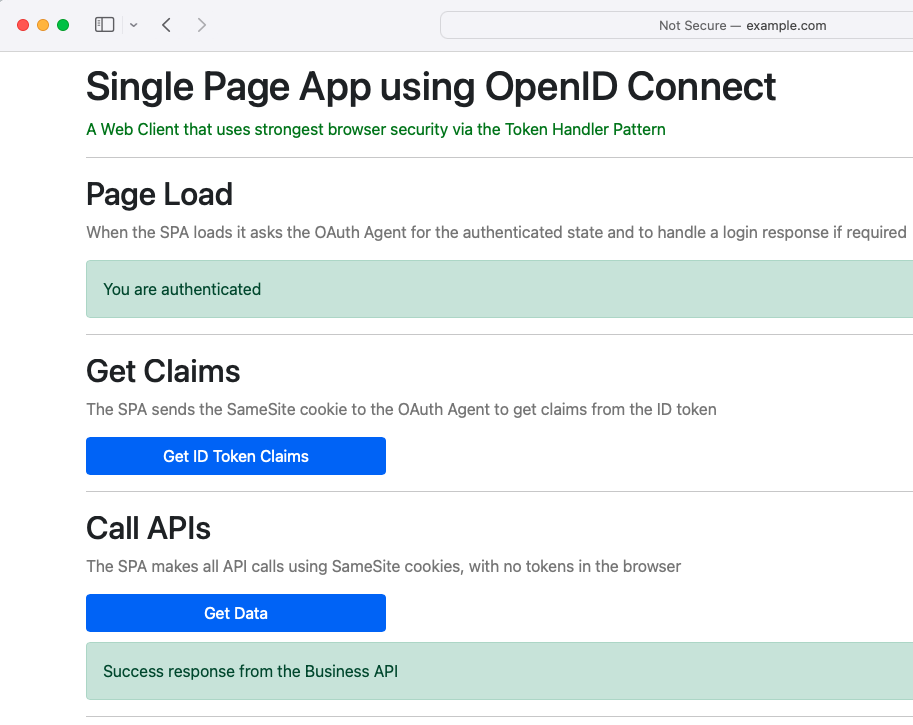 Not Secure — example.com
Single Page App using OpenID Connect
A Web Client that uses strongest browser security via the Token Handler Pattern
Page Load
When the SPA loads it asks the OAuth Agent for the authenticated state and to handle a login response if required
You are authenticated
Get Claims
The SPA sends the SameSite cookie to the OAuth Agent to get claims from the ID token
Get ID Token Claims
Call APIs
The SPA makes all API calls using SameSite cookies, with no tokens in the browser
Get Data
Success response from the Business API